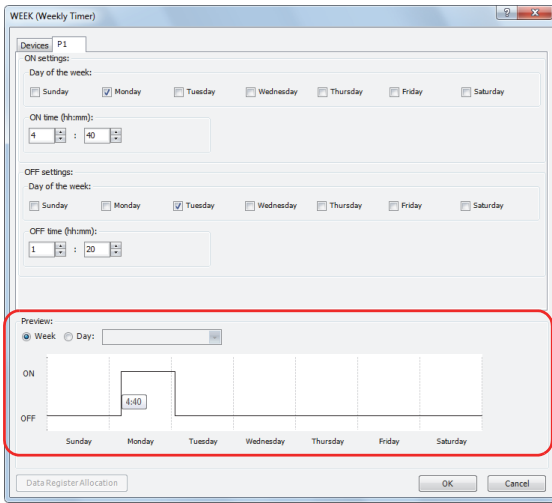 WEEK (Weekly Timer)
Devices P1
ON settings:
Day of the week:
Sunday Monday Tuesday Wednesday Thursday Friday Saturday
ON time (hh:mm):
4 : 40
OFF settings:
Day of the week:
Sunday Monday Tuesday Wednesday Thursday Friday Saturday
OFF time (hh:mm):
1 : 20
Preview:
Week Day:
ON
4:40
OFF
Sunday Monday Tuesday Wednesday Thursday Friday Saturday
Data Register Allocation OK Cancel